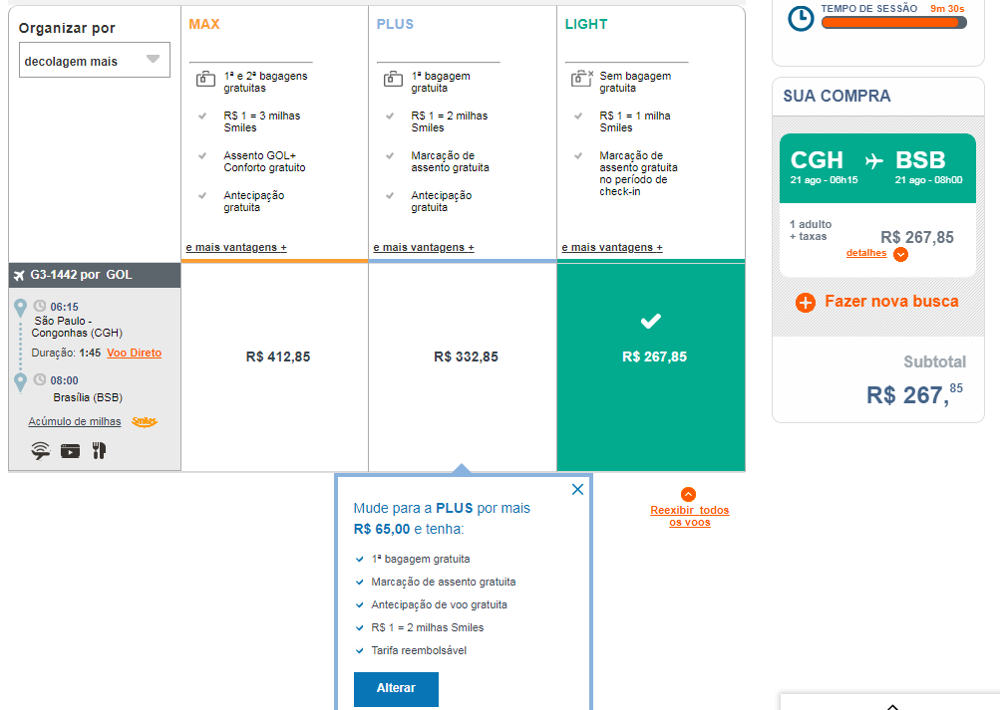 Organizar por
decolagem mais
MAX
1ª e 2ª bagagens
gratuitas
R$ 1 = 3 milhas
Smiles
Assento GOL+
Conforto gratuito
Antecipação
gratuita
e mais vantagens +
PLUS
1ª bagagem
gratuita
R$ 1 = 2 milhas
Smiles
Marcação de
assento gratuita
Antecipação
gratuita
e mais vantagens +
LIGHT
Sem bagagem
gratuita
R$ 1 = 1 milha
Smiles
Marcação de
assento gratuita
no período de
check-in
e mais vantagens +
G3-1442 por GOL
06:15
São Paulo -
Congonhas (CGH)
Duração: 1:45 Voo Direto
08:00
Brasília (BSB)
Acúmulo de milhas Smiles
R$ 412,85
R$ 332,85
R$ 267,85
Mude para a PLUS por mais
R$ 65,00 e tenha:
1ª bagagem gratuita
Marcação de assento gratuita
Antecipação de voo gratuita
R$ 1 = 2 milhas Smiles
Tarifa reembolsável
Alterar
Reexibir todos
os voos
TEMPO DE SESSÃO 9m 30s
SUA COMPRA
CGH BSB
21 ago - 06h15 21 ago - 08h00
1 adulto
+ taxas
R$ 267,85
detalhes
Fazer nova busca
Subtotal
R$ 267,85